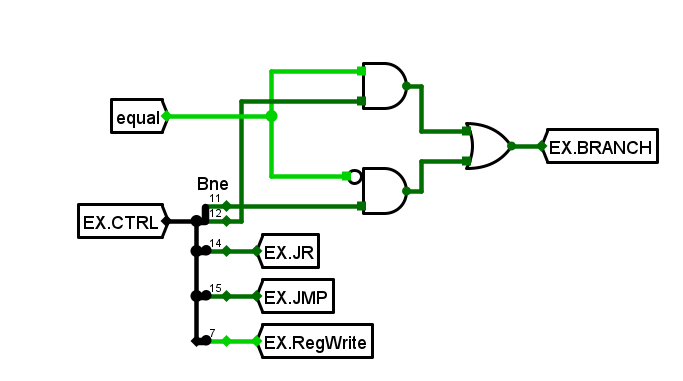 equal
EX.BRANCH
Bne
11
EX.CTRL
12
14
EX.JR
15
EX.JMP
7
EX.RegWrite